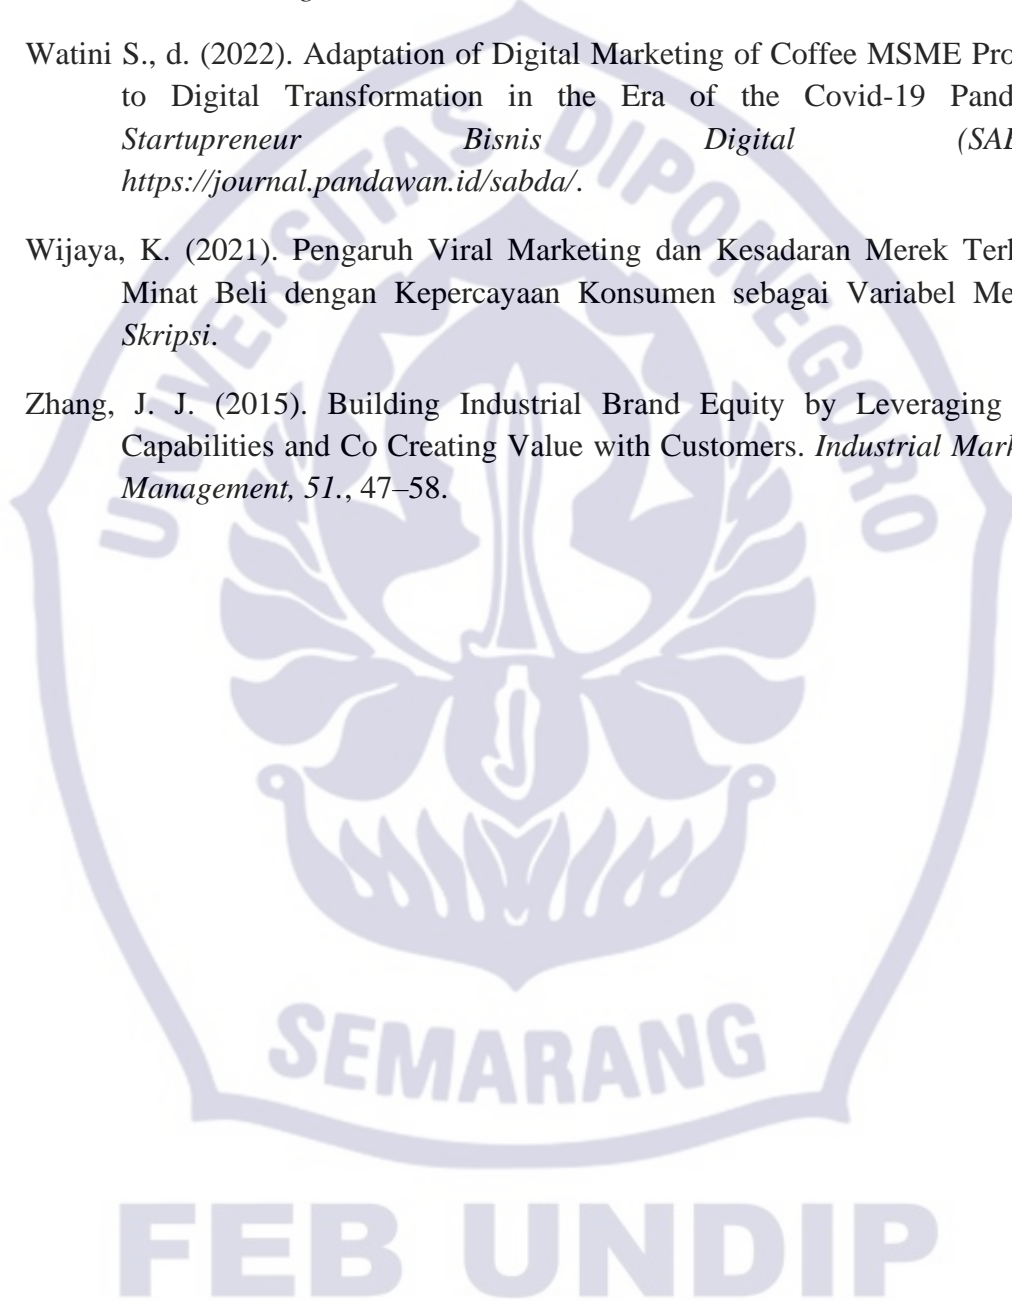 Watini S., d. (2022). Adaptation of Digital Marketing of Coffee MSME Pro
to Digital Transformation in the Era of the Covid-19 Pand
Startupreneur Bisnis Digital (SAB
https://journal.pandawan.id/sabda/.
Wijaya, K. (2021). Pengaruh Viral Marketing dan Kesadaran Merek Terh
Minat Beli dengan Kepercayaan Konsumen sebagai Variabel Me
Skripsi.
Zhang, J. J. (2015). Building Industrial Brand Equity by Leveraging
Capabilities and Co Creating Value with Customers. Industrial Mark
Management, 51., 47–58.
UNIVERSITAS DIPONEGORO
SEMARANG
FEB UNDIP